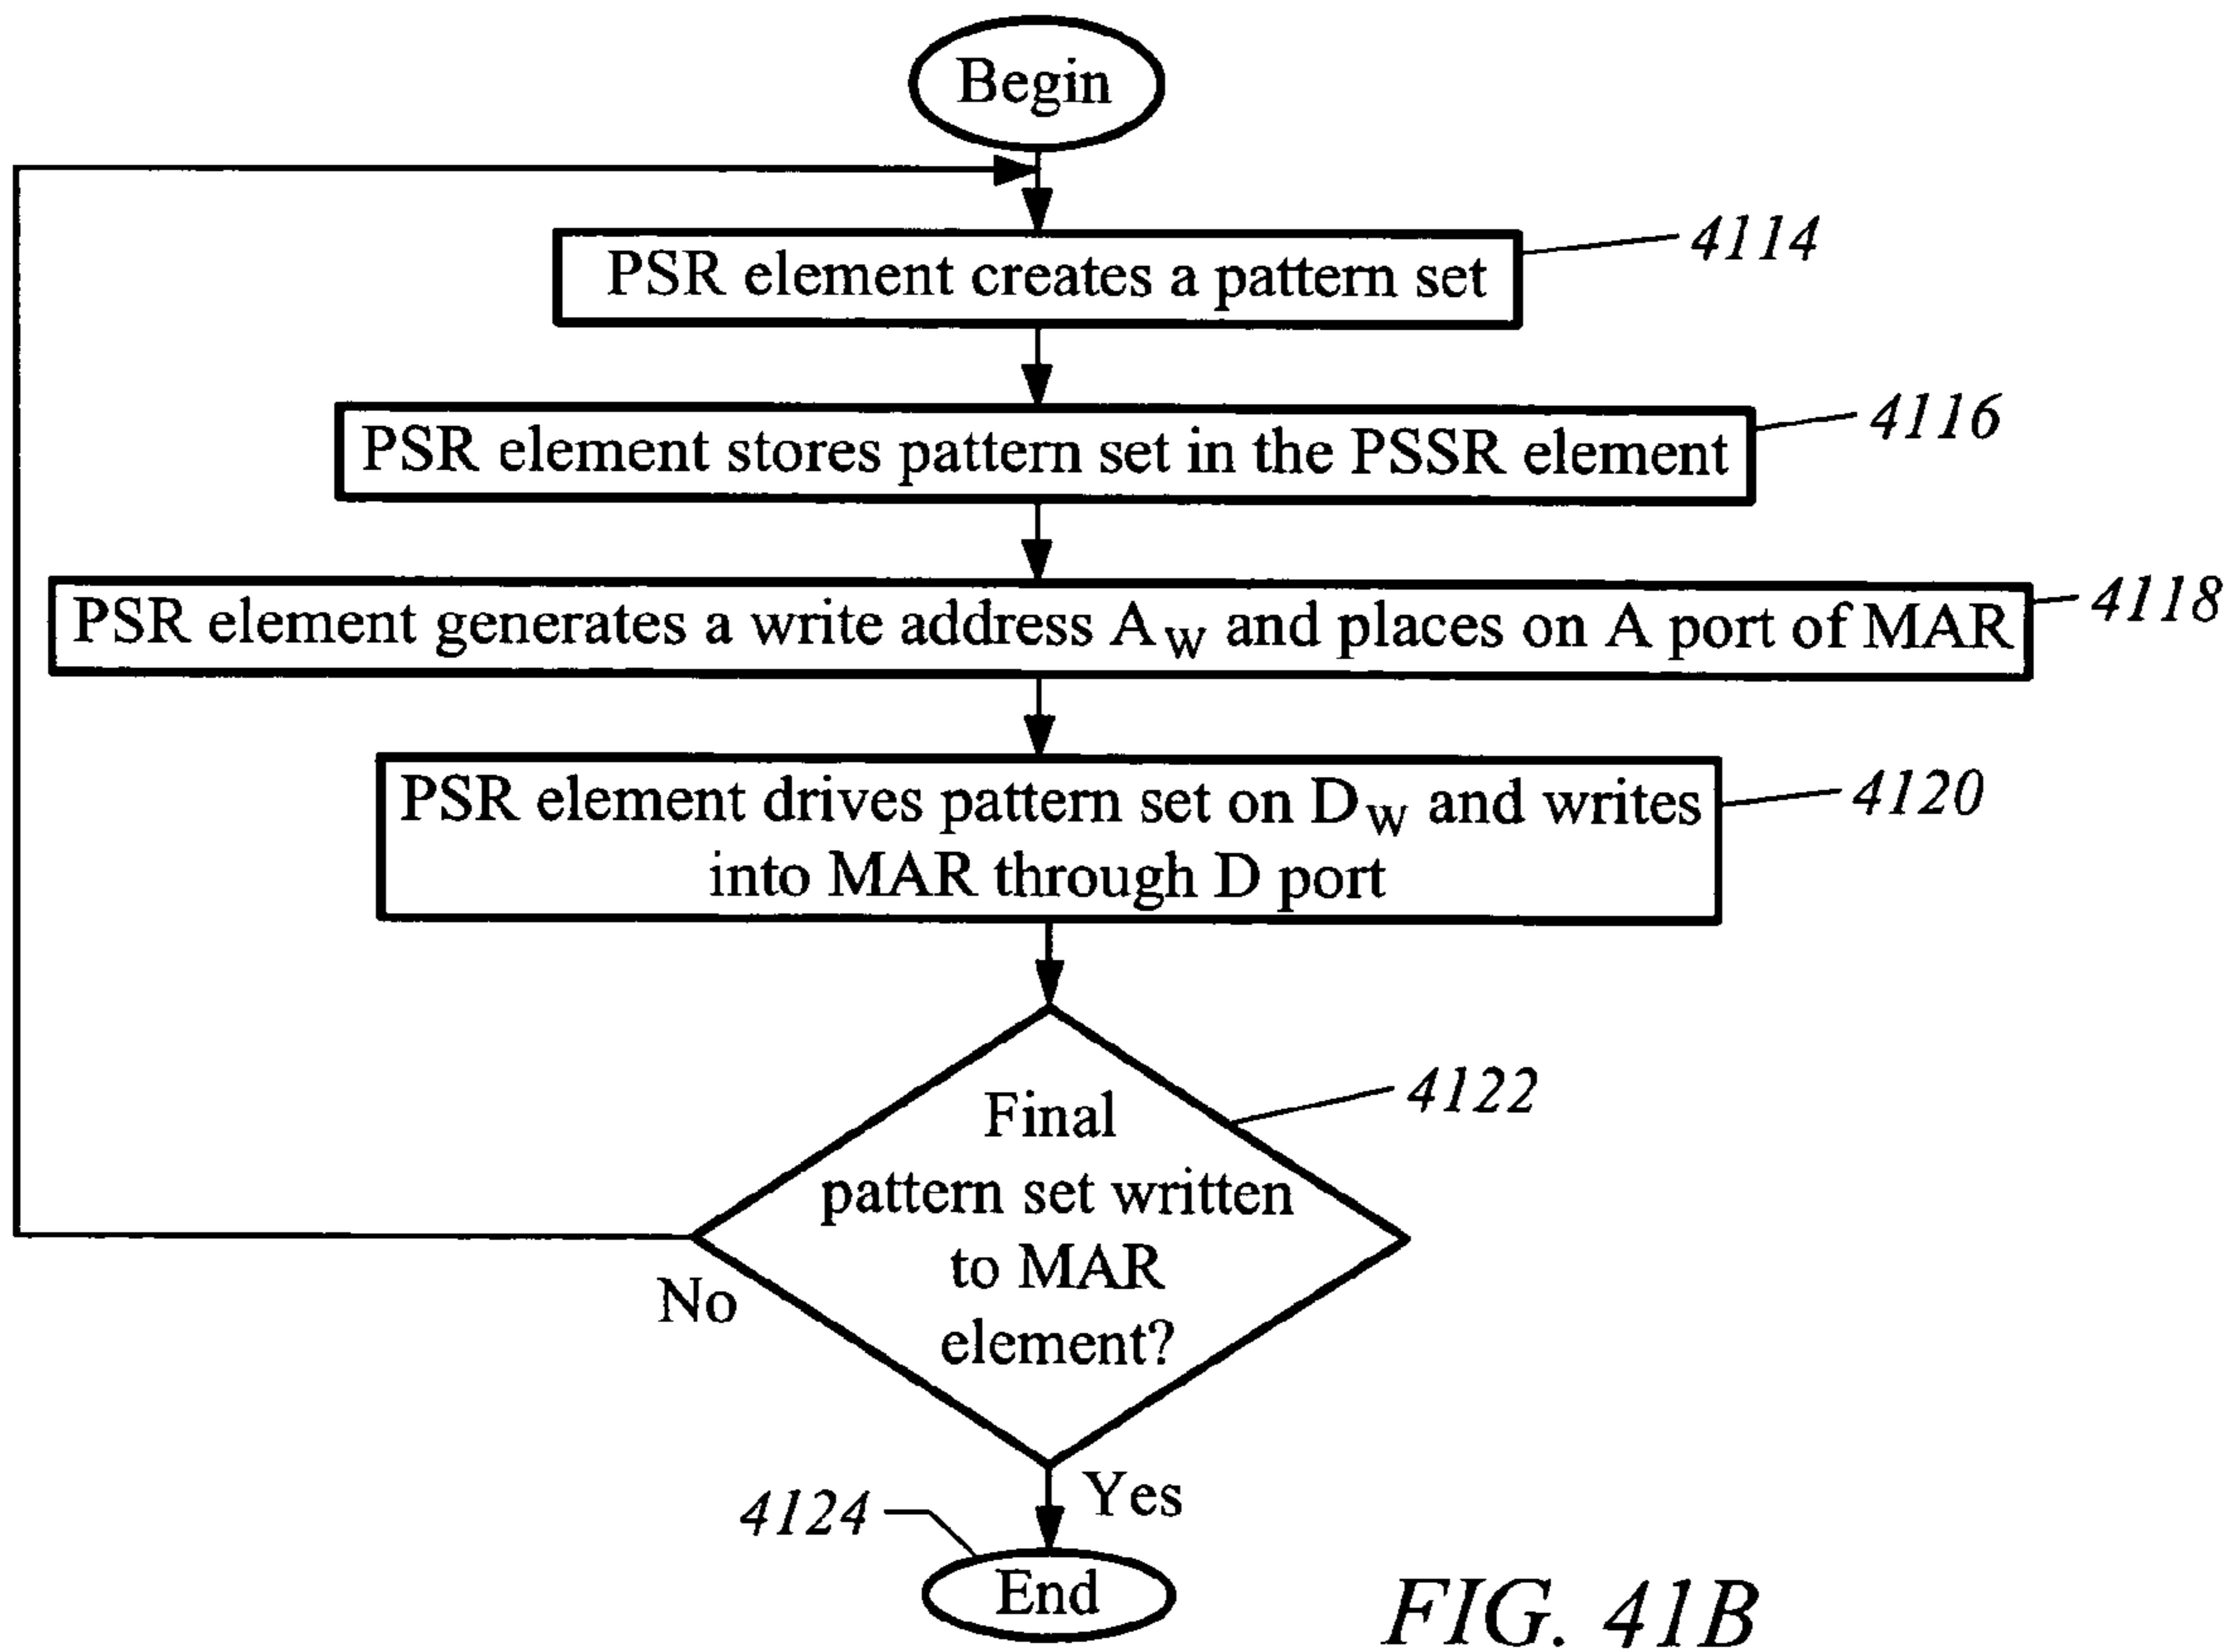 Begin
PSR element creates a pattern set
4114
PSR element stores pattern set in the PSSR element
4116
PSR element generates a write address AW and places on A port of MAR
4118
PSR element drives pattern set on DW and writes
into MAR through D port
4120
Final
pattern set written
to MAR
element?
4122
No
Yes
4124
End
FIG. 41B